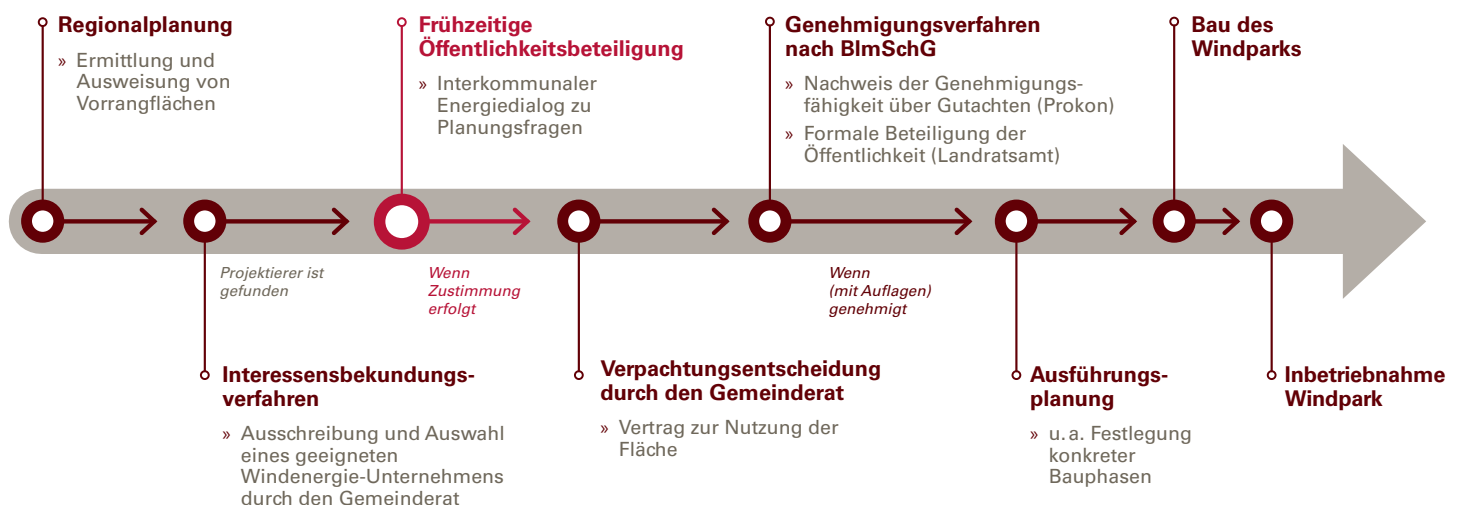 Regionalplanung
» Ermittlung und
Ausweisung von
Vorrangflächen
Frühzeitige
Öffentlichkeitsbeteiligung
» Interkommunaler
Energiedialog zu
Planungsfragen
Genehmigungsverfahren
nach BImSchG
» Nachweis der Genehmigungs-
fähigkeit über Gutachten (Prokon)
» Formale Beteiligung der
Öffentlichkeit (Landratsamt)
Bau des
Windparks
Projektierer ist
gefunden
Wenn
Zustimmung
erfolgt
Wenn
(mit Auflagen)
genehmigt
Interessensbekundungs-
verfahren
» Ausschreibung und Auswahl
eines geeigneten
Windenergie-Unternehmens
durch den Gemeinderat
Verpachtungsentscheidung
durch den Gemeinderat
» Vertrag zur Nutzung der
Fläche
Ausführungs-
planung
» u. a. Festlegung
konkreter
Bauphasen
Inbetriebnahme
Windpark